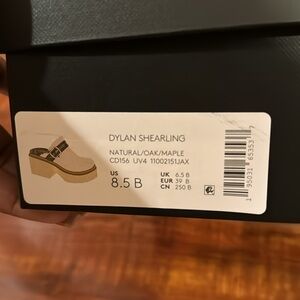 DYLAN SHEARLING
NATURAL/OAK/MAPLE
CD156 UV4 11002151JAX
US
8.5 B
UK 6.5 B
EUR 39 B
CN 250 B